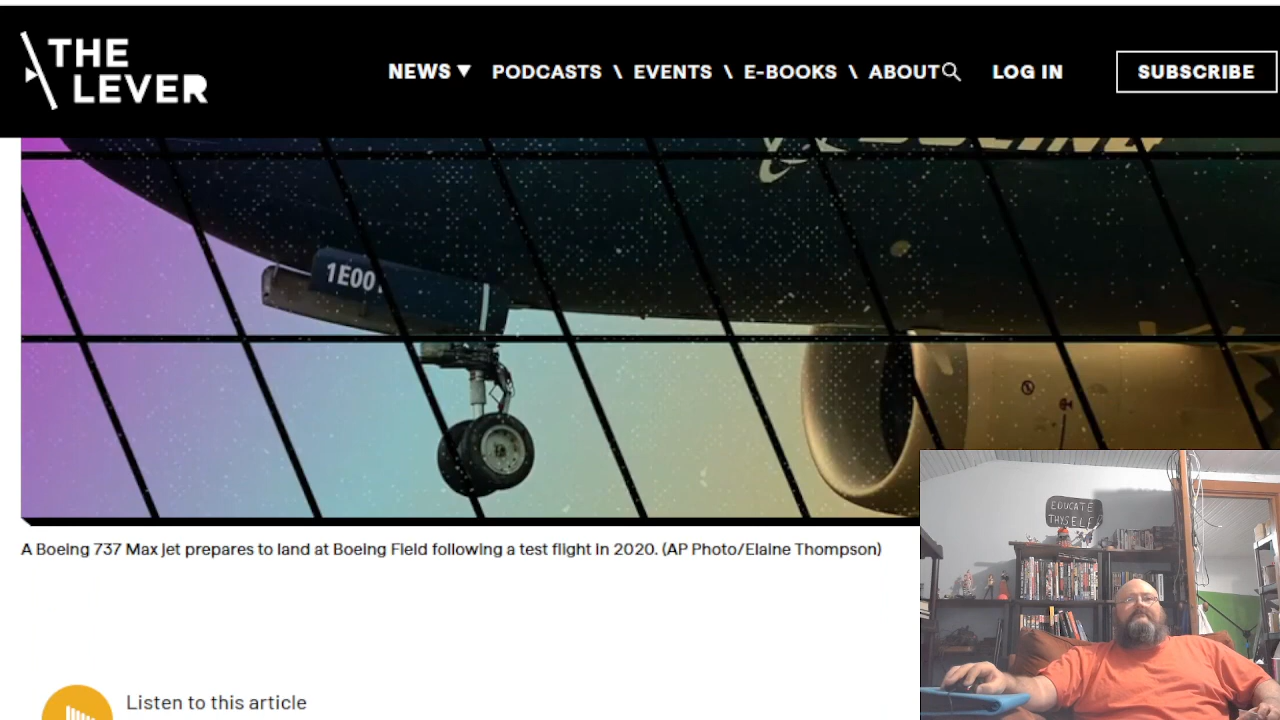 THE
LEVER
NEWS ▼ PODCASTS \ EVENTS \ E-BOOKS \ ABOUT LOG IN SUBSCRIBE
1E001
A Boeing 737 Max jet prepares to land at Boeing Field following a test flight in 2020. (AP Photo/Elaine Thompson)
EDUCATE
THYSELF
Listen to this article